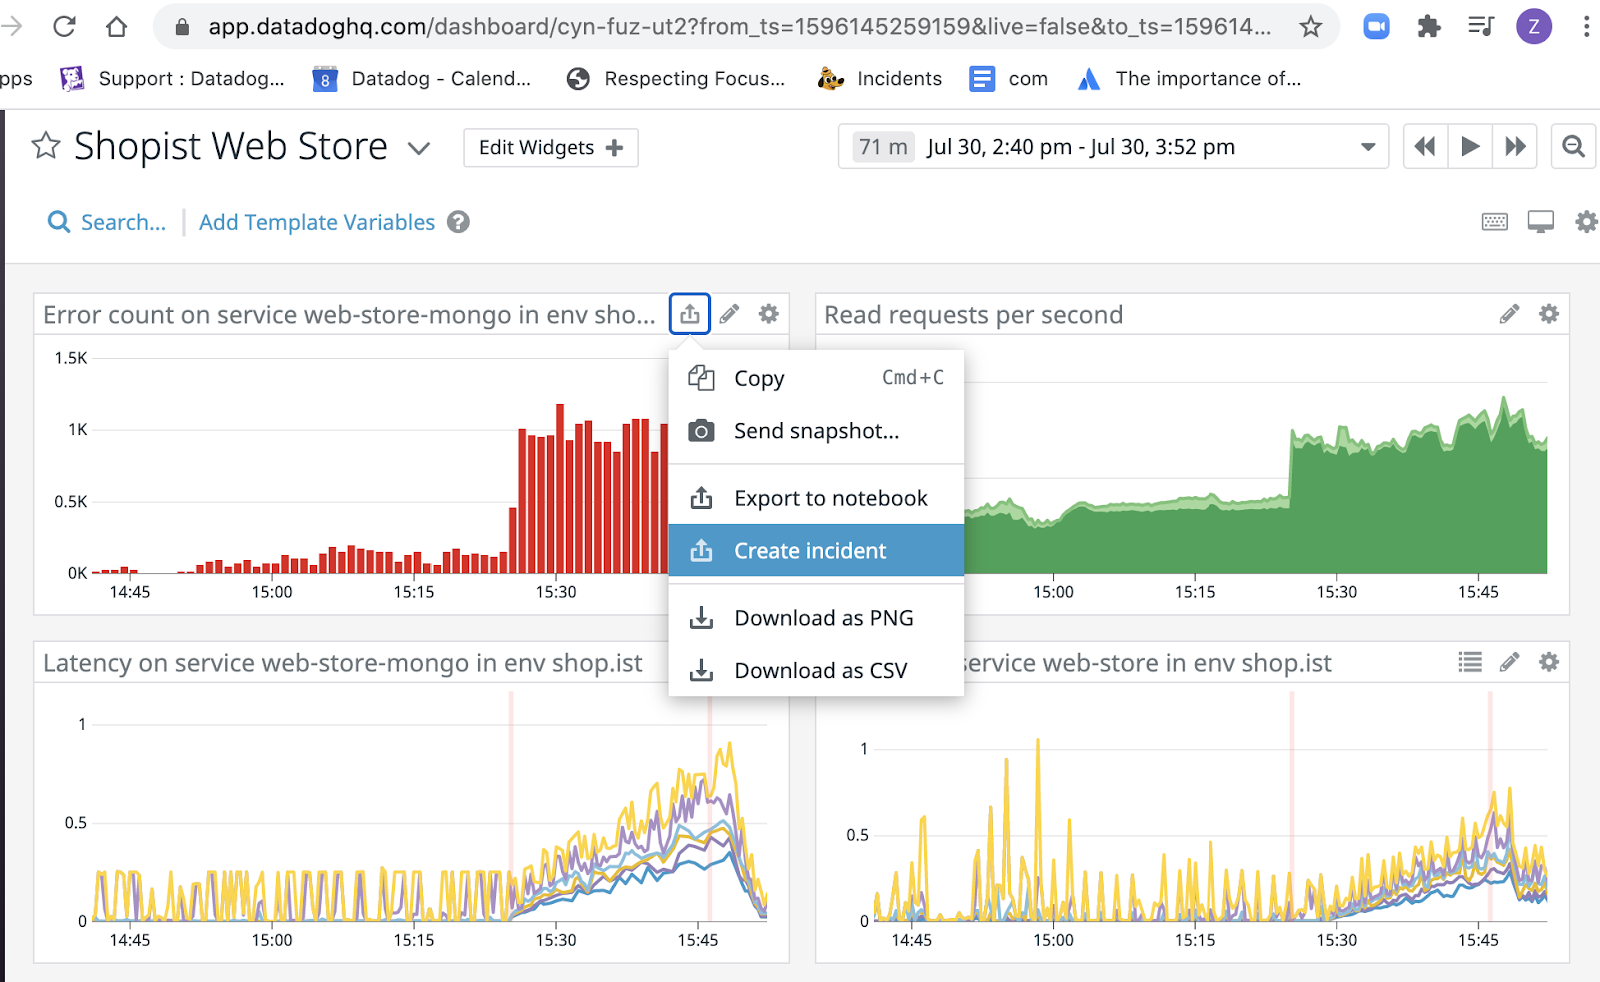 app.datadoghq.com/dashboard/cyn-fuz-ut2?from_ts=1596145259159&live=false&to_ts=159614...
Z
pps
Support : Datadog...
8
Datadog - Calend...
Respecting Focus...
Incidents
com
The importance of...
Shopist Web Store
Edit Widgets +
71 m Jul 30, 2:40 pm - Jul 30, 3:52 pm
Search...
Add Template Variables ?
Error count on service web-store-mongo in env sho...
1.5K
1K
0.5K
0K
14:45 15:00 15:15 15:30
Copy Cmd+C
Send snapshot...
Export to notebook
Create incident
Download as PNG
Download as CSV
Read requests per second
15:00 15:15 15:30 15:45
Latency on service web-store-mongo in env shop.ist
1
0.5
0
14:45 15:00 15:15 15:30 15:45
service web-store in env shop.ist
1
0.5
0
14:45 15:00 15:15 15:30 15:45